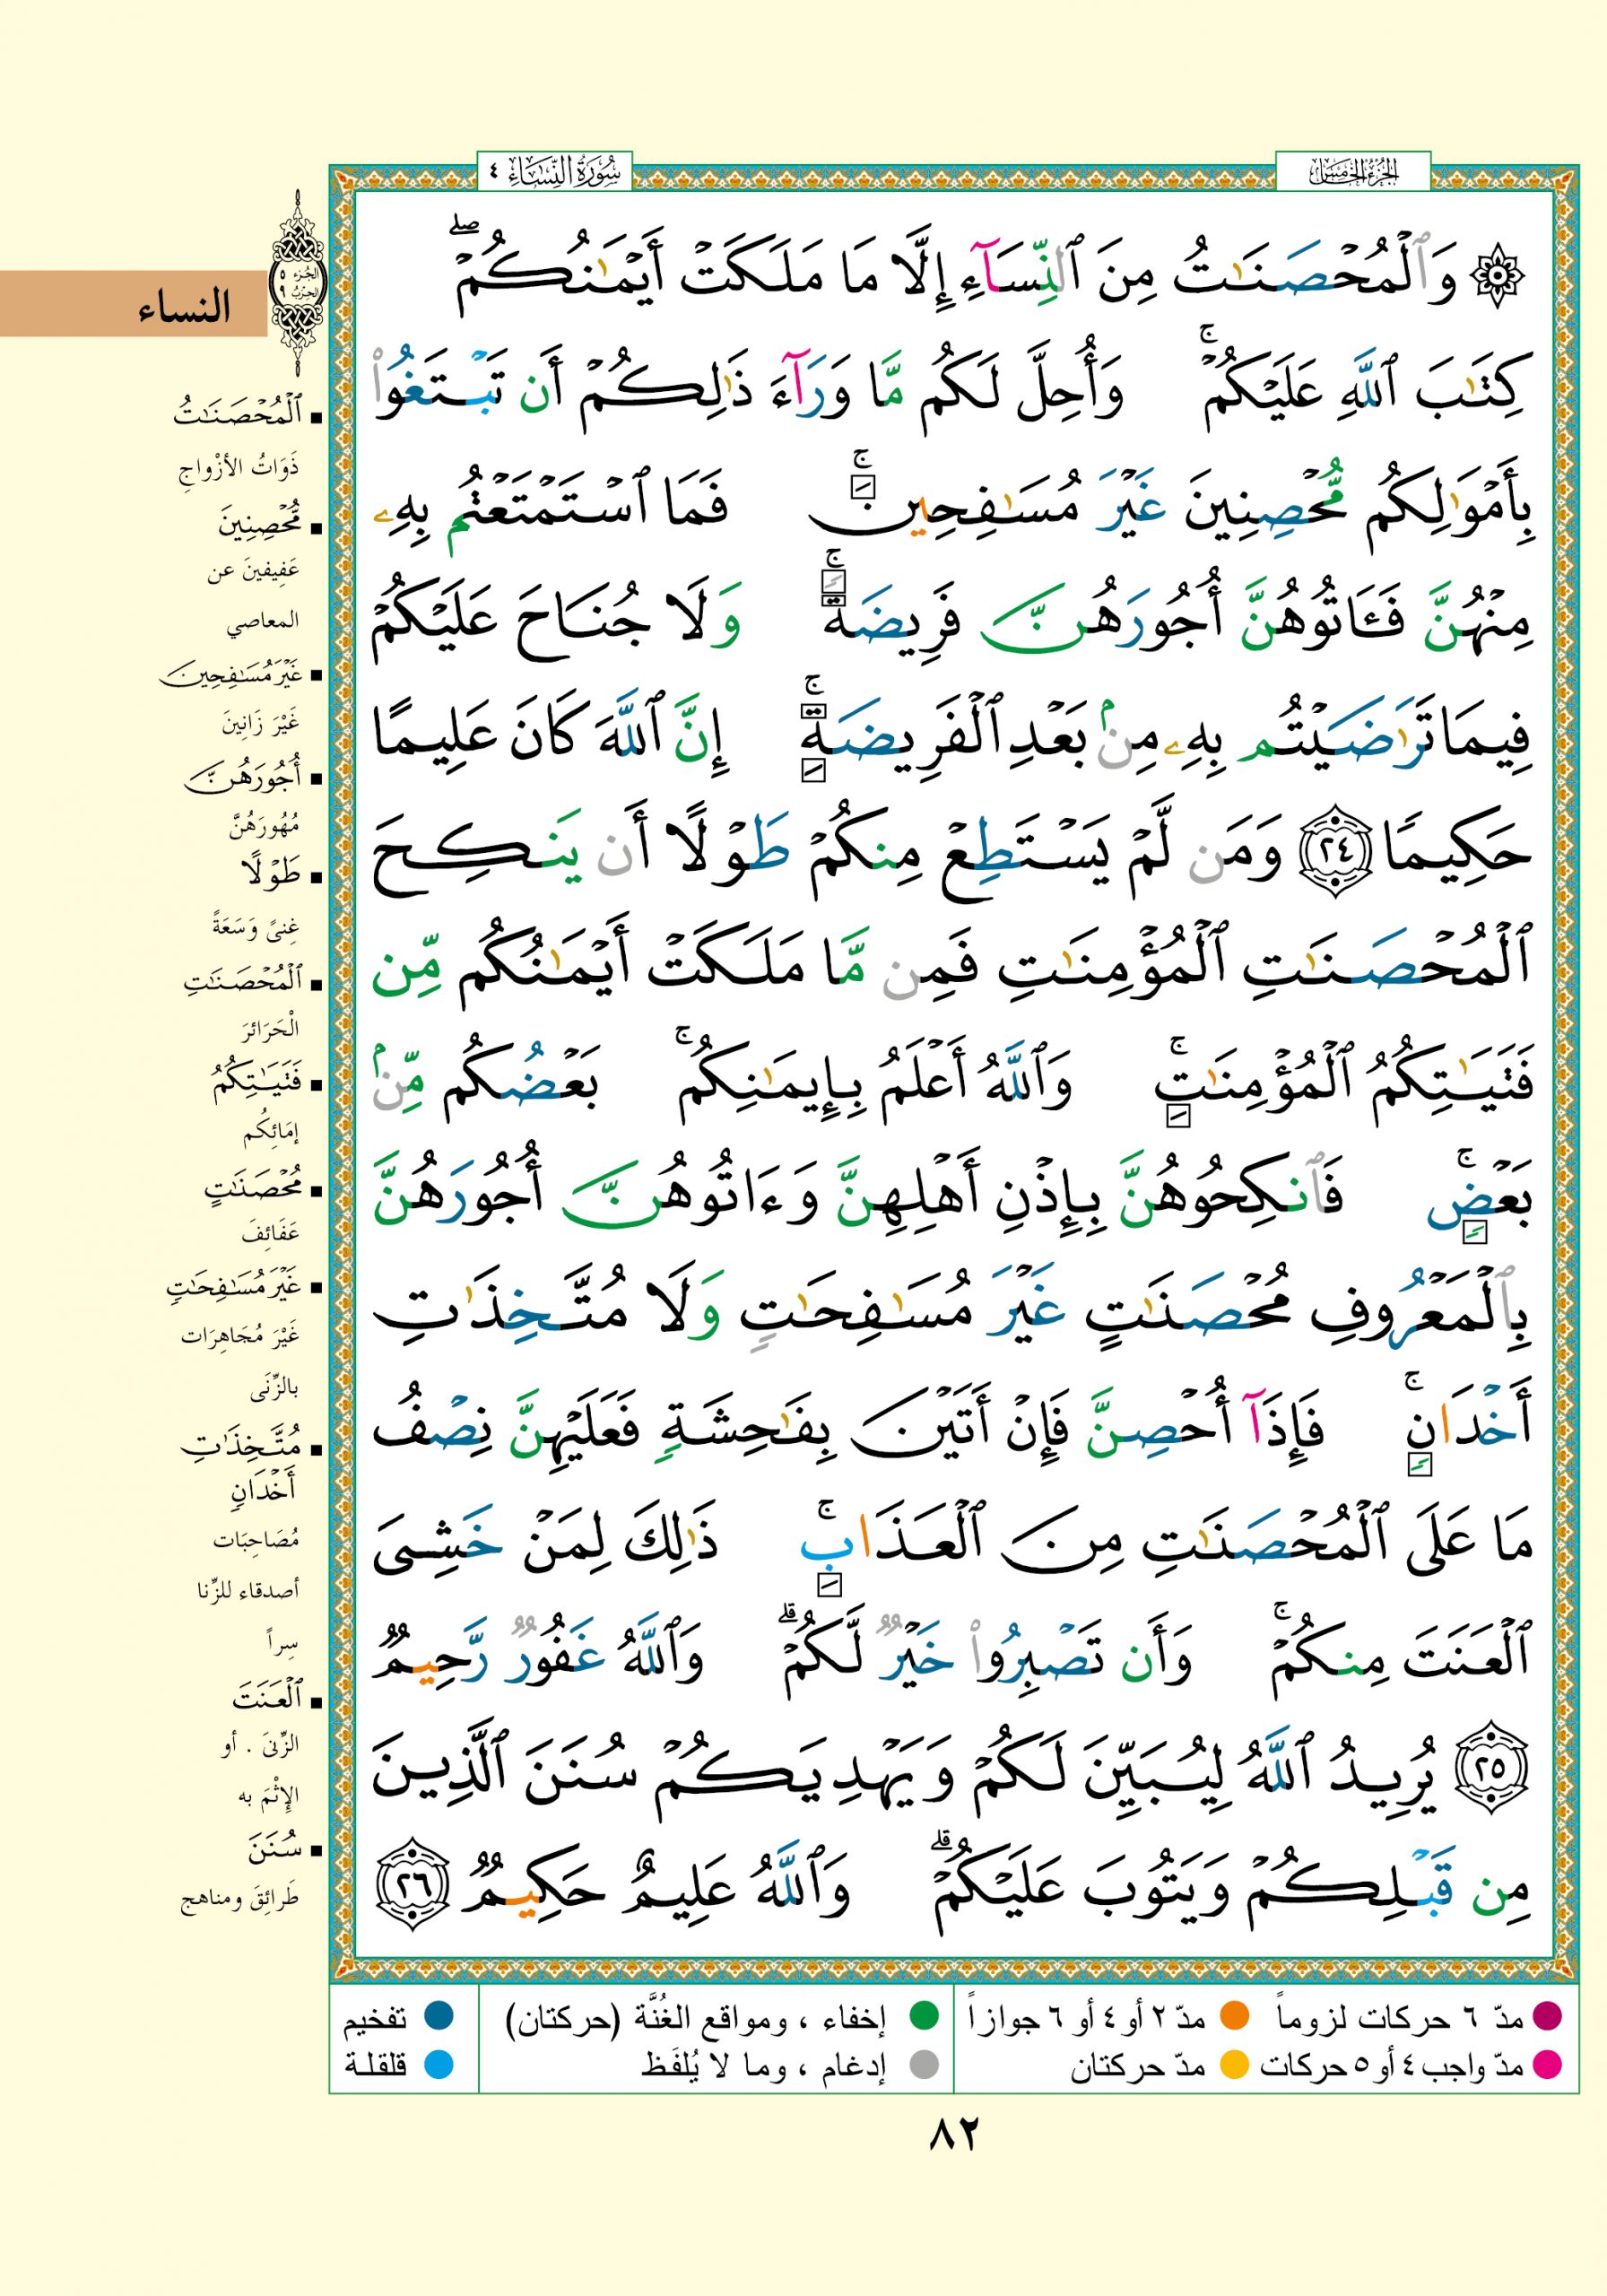 الجزء الخامس
سورة النساء ٤
۞ وَٱلْمُحْصَنَٰتُ مِنَ ٱلنِّسَآءِ إِلَّا مَا مَلَكَتْ أَيْمَٰنُكُمْ ۖ
كِتَٰبَ ٱللَّهِ عَلَيْكُمْ ۚ وَأُحِلَّ لَكُم مَّا وَرَآءَ ذَٰلِكُمْ أَن تَبْتَغُوا۟
بِأَمْوَٰلِكُم مُّحْصِنِينَ غَيْرَ مُسَٰفِحِينَ ۚ فَمَا ٱسْتَمْتَعْتُم بِهِۦ
مِنْهُنَّ فَـَٔاتُوهُنَّ أُجُورَهُنَّ فَرِيضَةً ۚ وَلَا جُنَاحَ عَلَيْكُمْ
فِيمَا تَرَٰضَيْتُم بِهِۦ مِنۢ بَعْدِ ٱلْفَرِيضَةِ ۚ إِنَّ ٱللَّهَ كَانَ عَلِيمًا
حَكِيمًا ٢٤ وَمَن لَّمْ يَسْتَطِعْ مِنكُمْ طَوْلًا أَن يَنكِحَ
ٱلْمُحْصَنَٰتِ ٱلْمُؤْمِنَٰتِ فَمِن مَّا مَلَكَتْ أَيْمَٰنُكُم مِّن
فَتَيَٰتِكُمُ ٱلْمُؤْمِنَٰتِ ۚ وَٱللَّهُ أَعْلَمُ بِإِيمَٰنِكُم ۚ بَعْضُكُم مِّنۢ
بَعْضٍ ۚ فَٱنكِحُوهُنَّ بِإِذْنِ أَهْلِهِنَّ وَءَاتُوهُنَّ أُجُورَهُنَّ
بِٱلْمَعْرُوفِ مُحْصَنَٰتٍ غَيْرَ مُسَٰفِحَٰتٍ وَلَا مُتَّخِذَٰتِ
أَخْدَانٍ ۚ فَإِذَآ أُحْصِنَّ فَإِنْ أَتَيْنَ بِفَٰحِشَةٍ فَعَلَيْهِنَّ نِصْفُ
مَا عَلَى ٱلْمُحْصَنَٰتِ مِنَ ٱلْعَذَابِ ۚ ذَٰلِكَ لِمَنْ خَشِىَ
ٱلْعَنَتَ مِنكُمْ ۚ وَأَن تَصْبِرُوا۟ خَيْرٌ لَّكُمْ ۗ وَٱللَّهُ غَفُورٌ رَّحِيمٌ
٢٥ يُرِيدُ ٱللَّهُ لِيُبَيِّنَ لَكُمْ وَيَهْدِيَكُمْ سُنَنَ ٱلَّذِينَ
مِن قَبْلِكُمْ وَيَتُوبَ عَلَيْكُمْ ۗ وَٱللَّهُ عَلِيمٌ حَكِيمٌ ٢٦
الجزء ٥
الحزب ٩
النساء
▪ ٱلْمُحْصَنَٰتُ
ذَوَاتُ الأزْواجِ
▪ مُّحْصِنِينَ
عَفِيفينَ عن
المعاصي
▪ غَيْرَ مُسَٰفِحِينَ
غَيْرَ زَانِينَ
▪ أُجُورَهُنَّ
مُهُورَهُنَّ
▪ طَوْلًا
غِنىً وَسَعَةً
▪ ٱلْمُحْصَنَٰتِ
الْحَرَائرَ
▪ فَتَيَٰتِكُمُ
إمَائِكُم
▪ مُحْصَنَٰتٍ
عَفَائِفَ
▪ غَيْرَ مُسَٰفِحَٰتٍ
غَيْرَ مُجَاهِرَات
بالزِّنَى
▪ مُتَّخِذَٰتِ
أَخْدَانٍ
مُصَاحِبَات
أصدقاء للزِّنا
سِراً
▪ ٱلْعَنَتَ
الزِّنىَ . أو
الإِثْمَ به
▪ سُنَنَ
طَرائِقَ ومناهج
مدّ ٦ حركات لزوماً مدّ ٢ أو ٤ أو ٦ جوازاً إخفاء ، ومواقع الغُنَّة (حركتان) تفخيم
مدّ واجب ٤ أو ٥ حركات مدّ حركتان إدغام ، وما لا يُلفَظ قلقلة
٨٢